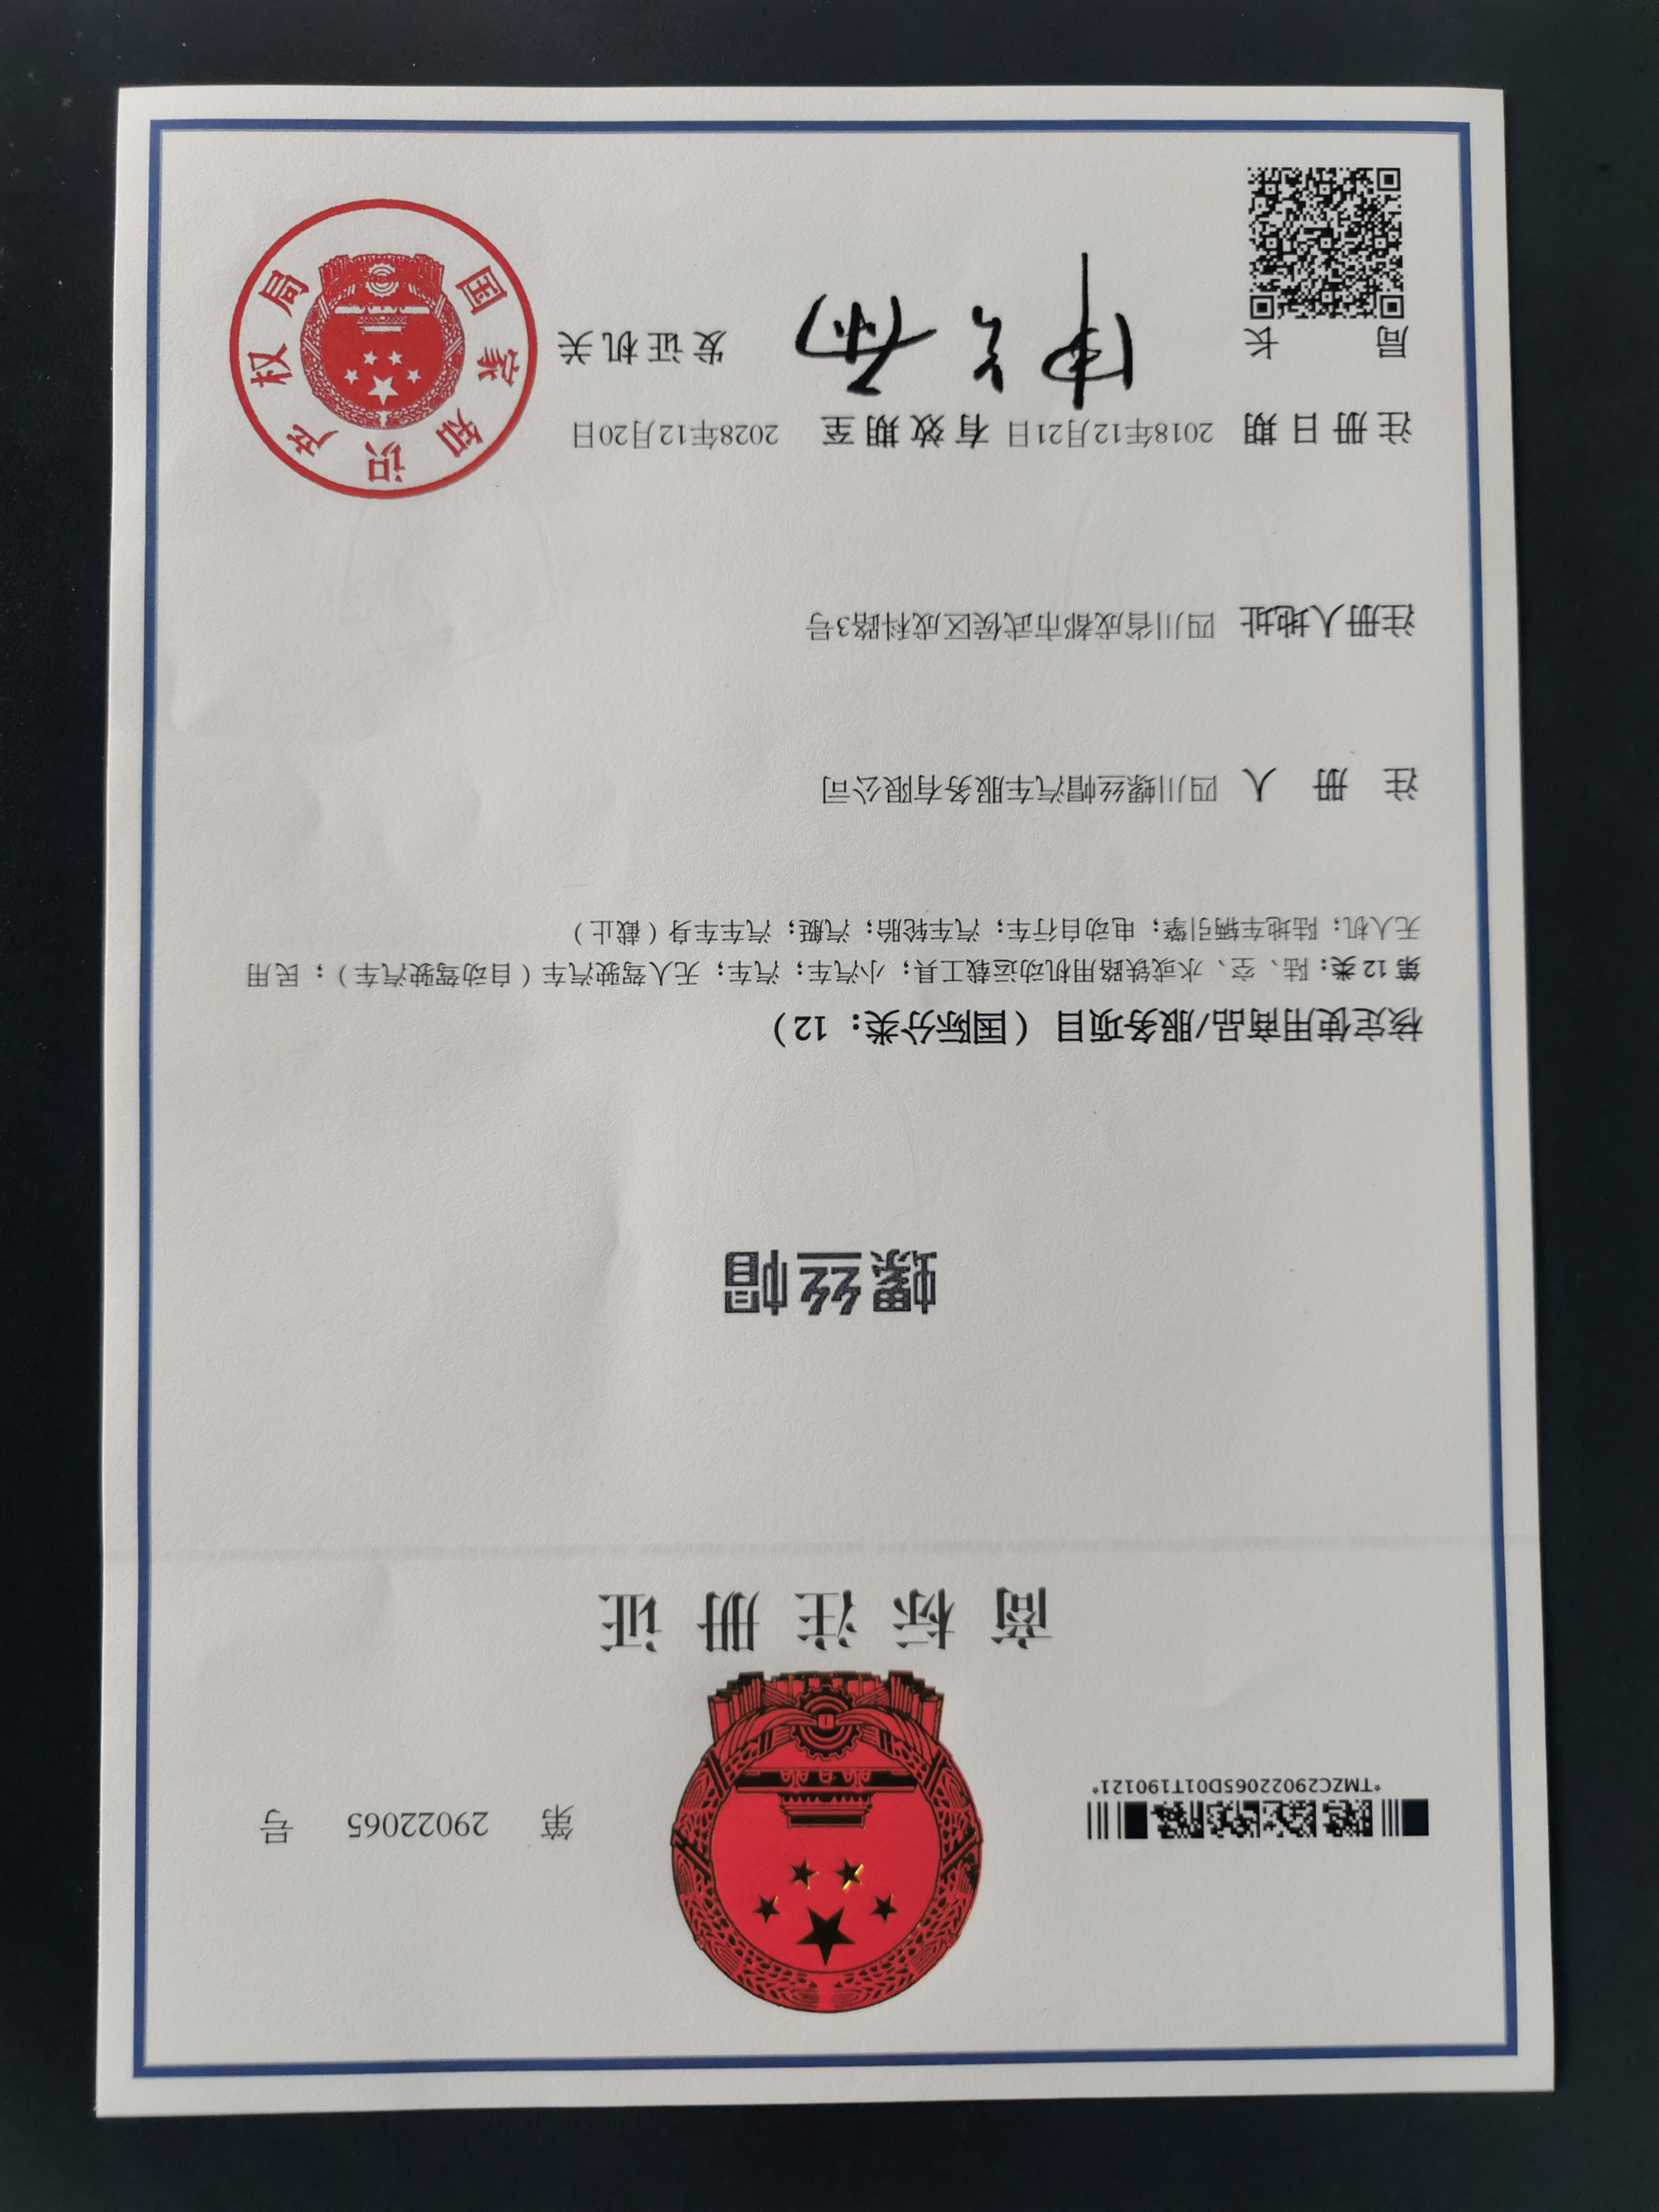 *TMZC29022065D01T190121*
第 29022065 号
商标注册证
螺丝帽
核定使用商品/服务项目（国际分类：12）
第12类：陆、空、水或铁路用机动运载工具；小汽车；汽车；无人驾驶汽车（自动驾驶汽车）；民用
无人机；陆地车辆引擎；电动自行车；汽车轮胎；汽艇；汽车车身（截止）
注册人 四川螺丝帽汽车服务有限公司
注册人地址 四川省成都市武侯区成科路3号
注册日期 2018年12月21日 有效期至 2028年12月20日
局长 申长雨 发证机关
国家知识产权局